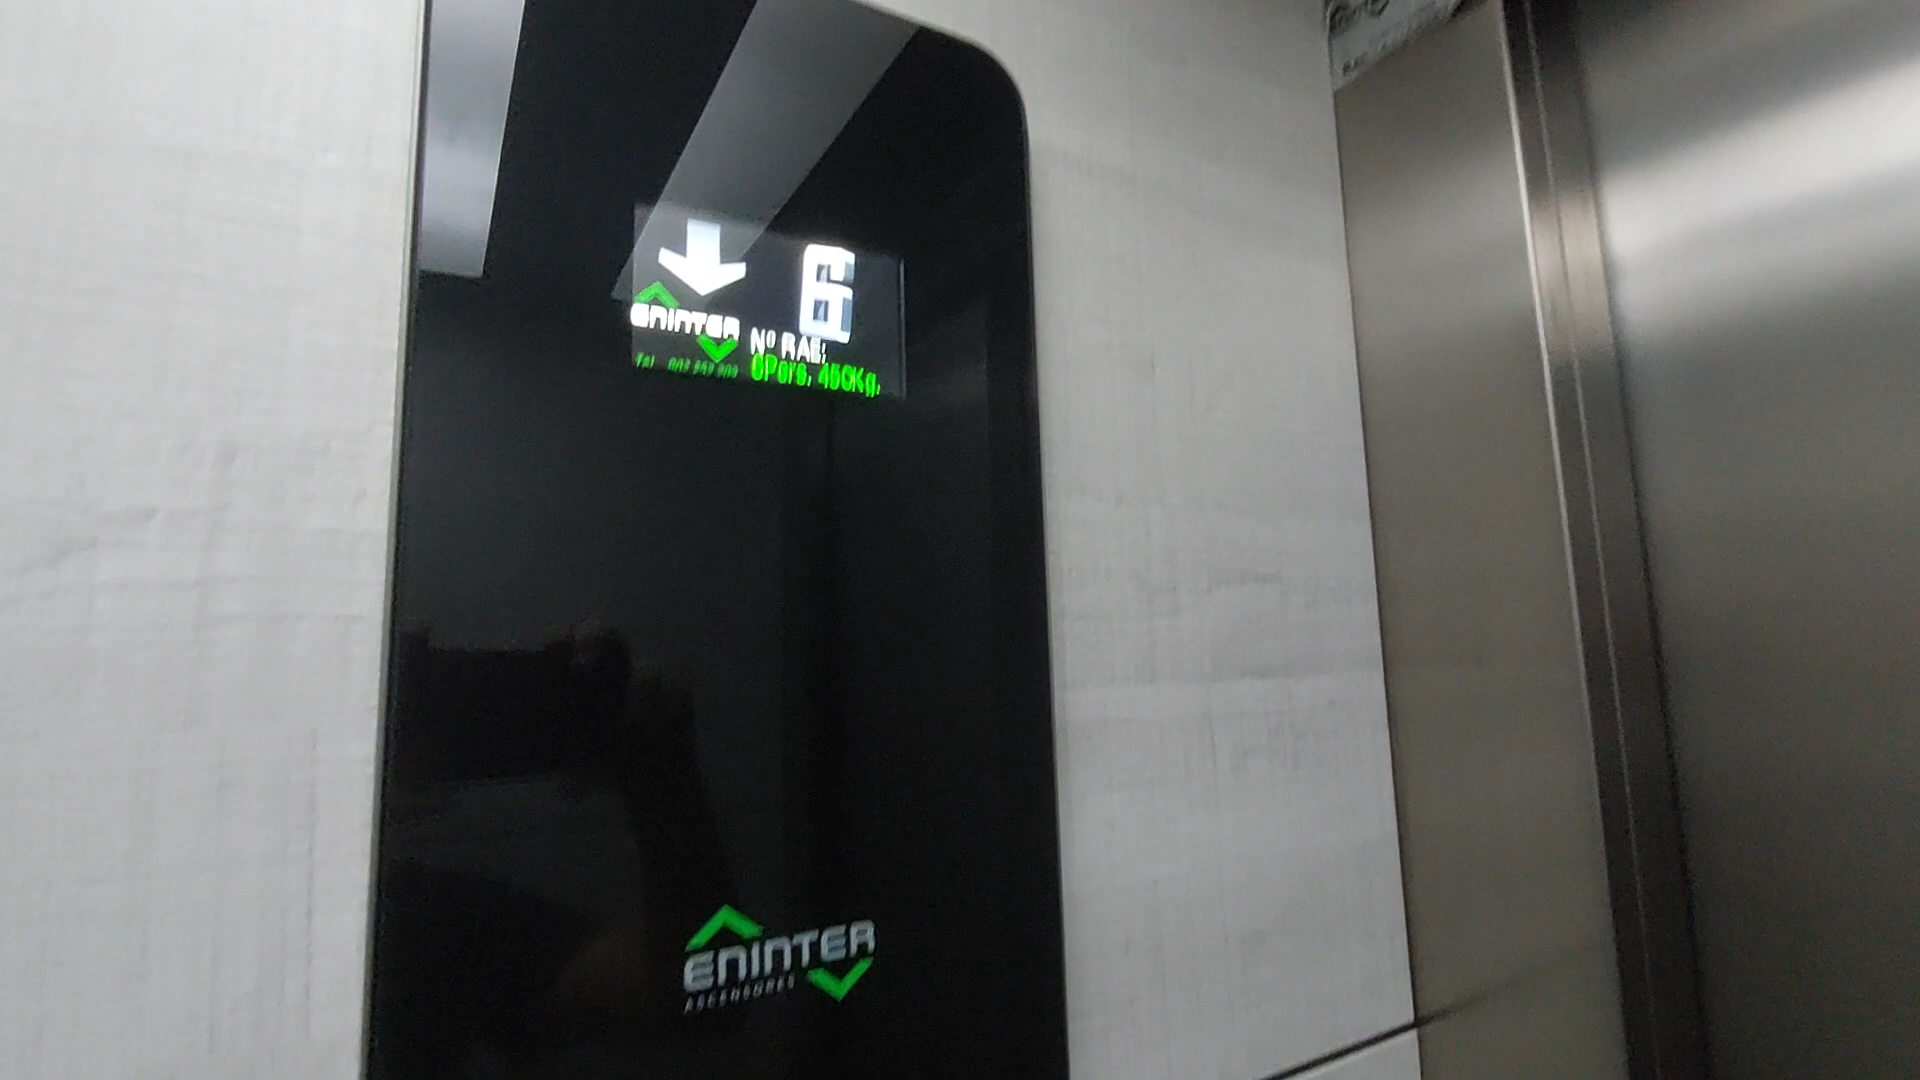 6
ENINTER
Nº RAE:
6Pers. 450Kg.
ENINTER
ASCENSORES